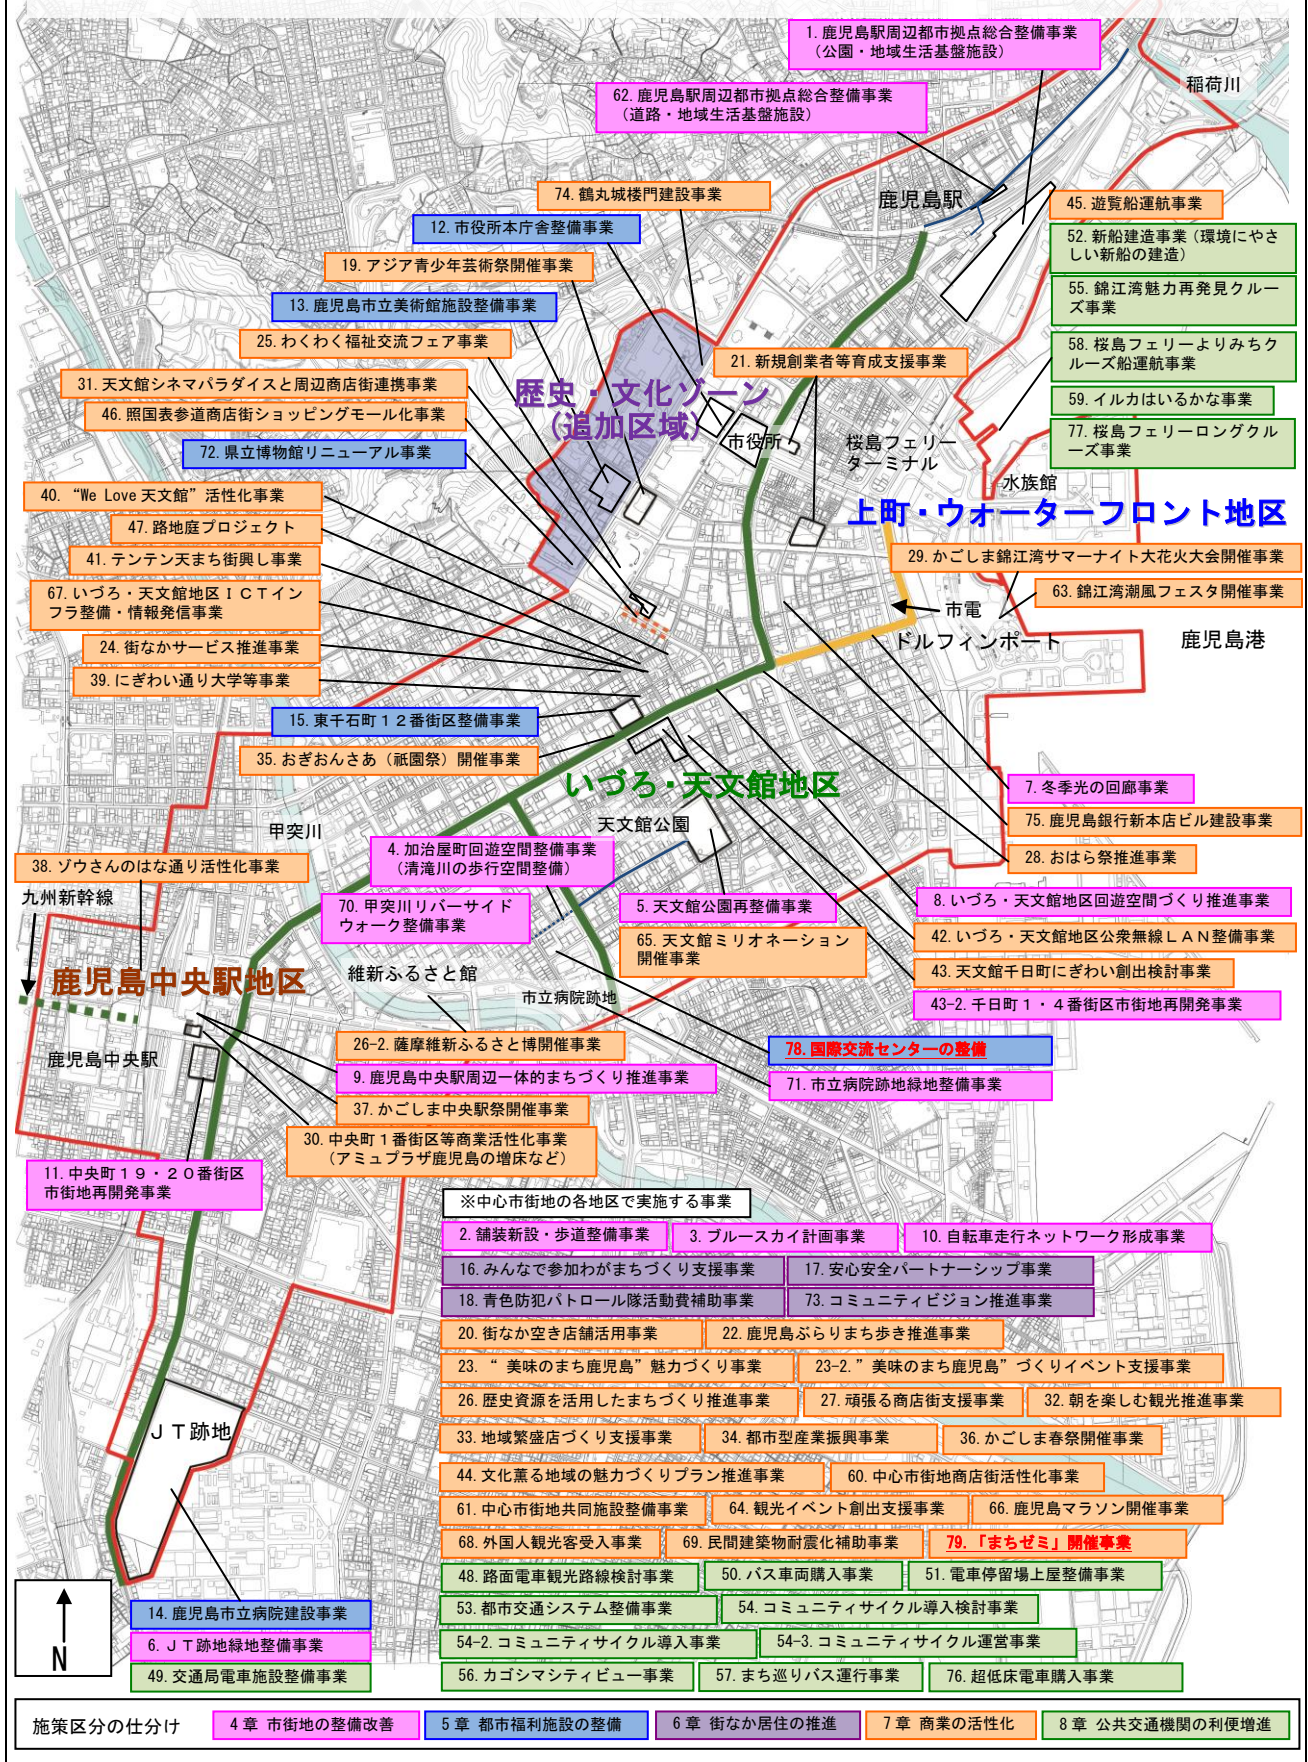 1. 鹿児島駅周辺都市拠点総合整備事業
（公園・地域生活基盤施設）
稲荷川
62. 鹿児島駅周辺都市拠点総合整備事業
（道路・地域生活基盤施設）
74. 鶴丸城楼門建設事業
鹿児島駅
45. 遊覧船運航事業
12. 市役所本庁舎整備事業
52. 新船建造事業（環境にやさ
しい新船の建造）
19. アジア青少年芸術祭開催事業
55. 錦江湾魅力再発見クルー
ズ事業
13. 鹿児島市立美術館施設整備事業
25. わくわく福祉交流フェア事業
58. 桜島フェリーよりみちク
ルーズ船運航事業
21. 新規創業者等育成支援事業
31. 天文館シネマパラダイスと周辺商店街連携事業
歴史・文化ゾーン
（追加区域）
59. イルカはいるかな事業
46. 照国表参道商店街ショッピングモール化事業
77. 桜島フェリーロングクル
ーズ事業
市役所
桜島フェリー
ターミナル
72. 県立博物館リニューアル事業
水族館
40. “We Love 天文館”活性化事業
上町・ウォーターフロント地区
47. 路地庭プロジェクト
41. テンテン天まち街興し事業
29. かごしま錦江湾サマーナイト大花火大会開催事業
67. いづろ・天文館地区ＩＣＴイン
フラ整備・情報発信事業
63. 錦江湾潮風フェスタ開催事業
市電
ドルフィンポート
鹿児島港
24. 街なかサービス推進事業
39. にぎわい通り大学等事業
15. 東千石町１２番街区整備事業
35. おぎおんさあ（祇園祭）開催事業
いづろ・天文館地区
7. 冬季光の回廊事業
天文館公園
75. 鹿児島銀行新本店ビル建設事業
甲突川
4. 加治屋町回遊空間整備事業
（清滝川の歩行空間整備）
28. おはら祭推進事業
38. ゾウさんのはな通り活性化事業
九州新幹線
70. 甲突川リバーサイド
ウォーク整備事業
5. 天文館公園再整備事業
8. いづろ・天文館地区回遊空間づくり推進事業
65. 天文館ミリオネーション
開催事業
42. いづろ・天文館地区公衆無線ＬＡＮ整備事業
鹿児島中央駅地区
維新ふるさと館
43. 天文館千日町にぎわい創出検討事業
市立病院跡地
43-2. 千日町１・４番街区市街地再開発事業
26-2. 薩摩維新ふるさと博開催事業
78. 国際交流センターの整備
鹿児島中央駅
9. 鹿児島中央駅周辺一体的まちづくり推進事業
71. 市立病院跡地緑地整備事業
37. かごしま中央駅祭開催事業
30. 中央町１番街区等商業活性化事業
（アミュプラザ鹿児島の増床など）
11. 中央町１９・２０番街区
市街地再開発事業
※中心市街地の各地区で実施する事業
2. 舗装新設・歩道整備事業
3. ブルースカイ計画事業
10. 自転車走行ネットワーク形成事業
16. みんなで参加わがまちづくり支援事業
17. 安心安全パートナーシップ事業
18. 青色防犯パトロール隊活動費補助事業
73. コミュニティビジョン推進事業
20. 街なか空き店舗活用事業
22. 鹿児島ぶらりまち歩き推進事業
23. “ 美味のまち鹿児島”魅力づくり事業
23-2. ”美味のまち鹿児島”づくりイベント支援事業
26. 歴史資源を活用したまちづくり推進事業
27. 頑張る商店街支援事業
32. 朝を楽しむ観光推進事業
33. 地域繁盛店づくり支援事業
34. 都市型産業振興事業
36. かごしま春祭開催事業
ＪＴ跡地
44. 文化薫る地域の魅力づくりプラン推進事業
60. 中心市街地商店街活性化事業
61. 中心市街地共同施設整備事業
64. 観光イベント創出支援事業
66. 鹿児島マラソン開催事業
68. 外国人観光客受入事業
69. 民間建築物耐震化補助事業
79. 「まちゼミ」開催事業
48. 路面電車観光路線検討事業
50. バス車両購入事業
51. 電車停留場上屋整備事業
53. 都市交通システム整備事業
54. コミュニティサイクル導入検討事業
54-2. コミュニティサイクル導入事業
54-3. コミュニティサイクル運営事業
56. カゴシマシティビュー事業
57. まち巡りバス運行事業
76. 超低床電車購入事業
14. 鹿児島市立病院建設事業
6. ＪＴ跡地緑地整備事業
49. 交通局電車施設整備事業
N
施策区分の仕分け
4 章 市街地の整備改善
5 章 都市福利施設の整備
6 章 街なか居住の推進
7 章 商業の活性化
8 章 公共交通機関の利便増進